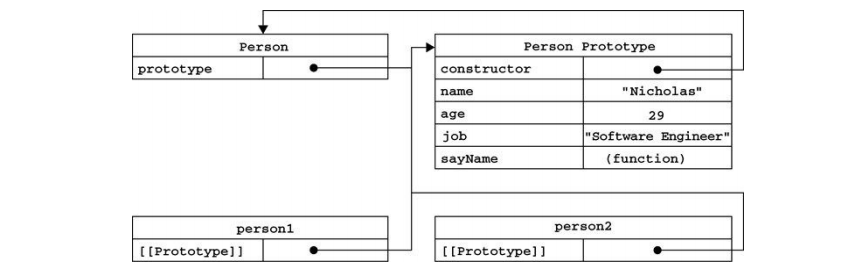 Person
prototype
Person Prototype
constructor
name "Nicholas"
age 29
job "Software Engineer"
sayName (function)
person1
[[Prototype]]
person2
[[Prototype]]